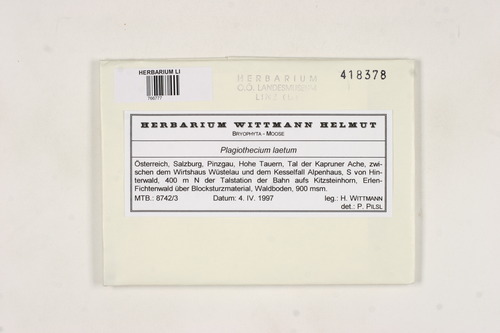 HERBARIUM LI
HERBARIUM
O.Ö. LANDESMUSEUM
LINZ
418378
HERBARIUM WITTMANN HELMUT
BRYOPHYTA - MOOSE
Plagiothecium laetum
Österreich, Salzburg, Pinzgau, Hohe Tauern, Tal der Kapruner Ache, zwi-
schen dem Wirtshaus Wüstelau und dem Kesselfall Alpenhaus, S von Hin-
terwald, 400 m N der Talstation der Bahn aufs Kitzsteinhorn, Erlen-
Fichtenwald über Blocksturzmaterial, Waldboden, 900 msm.
MTB.: 8742/3 Datum: 4. IV. 1997 leg.: H. WITTMANN
det.: P. PILSL